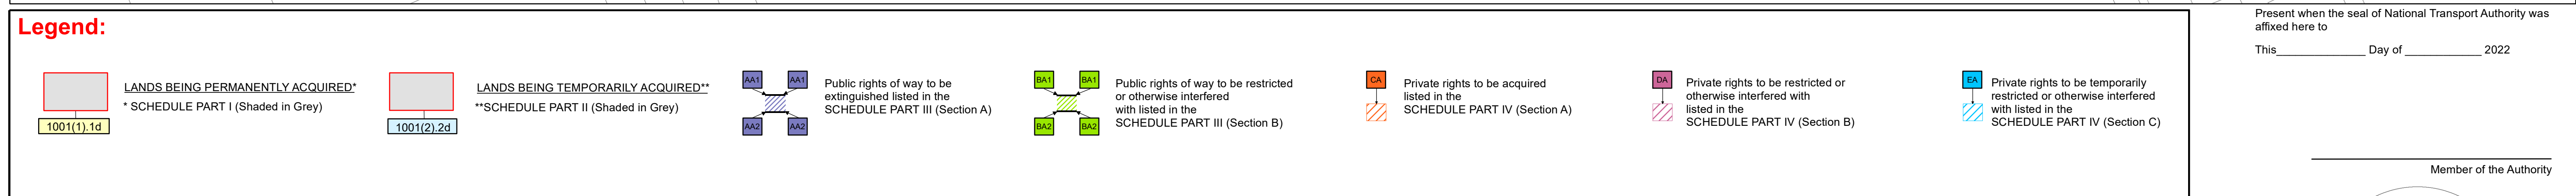 Legend:
LANDS BEING PERMANENTLY ACQUIRED*
* SCHEDULE PART I (Shaded in Grey)
1001(1).1d
LANDS BEING TEMPORARILY ACQUIRED**
**SCHEDULE PART II (Shaded in Grey)
1001(2).2d
AA1 AA1
AA2 AA2
Public rights of way to be
extinguished listed in the
SCHEDULE PART III (Section A)
BA1 BA1
BA2 BA2
Public rights of way to be restricted
or otherwise interfered
with listed in the
SCHEDULE PART III (Section B)
CA
Private rights to be acquired
listed in the
SCHEDULE PART IV (Section A)
DA
Private rights to be restricted or
otherwise interfered with
listed in the
SCHEDULE PART IV (Section B)
EA
Private rights to be temporarily
restricted or otherwise interfered
with listed in the
SCHEDULE PART IV (Section C)
Present when the seal of National Transport Authority was
affixed here to
This_______________ Day of _____________ 2022
Member of the Authority